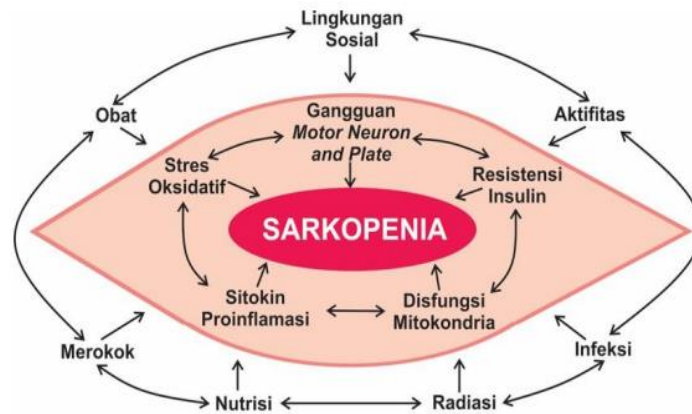 Lingkungan
Sosial
Obat
Aktifitas
Gangguan
Motor Neuron
and Plate
Stres
Oksidatif
Resistensi
Insulin
SARKOPENIA
Sitokin
Proinflamasi
Disfungsi
Mitokondria
Merokok
Infeksi
Nutrisi
Radiasi